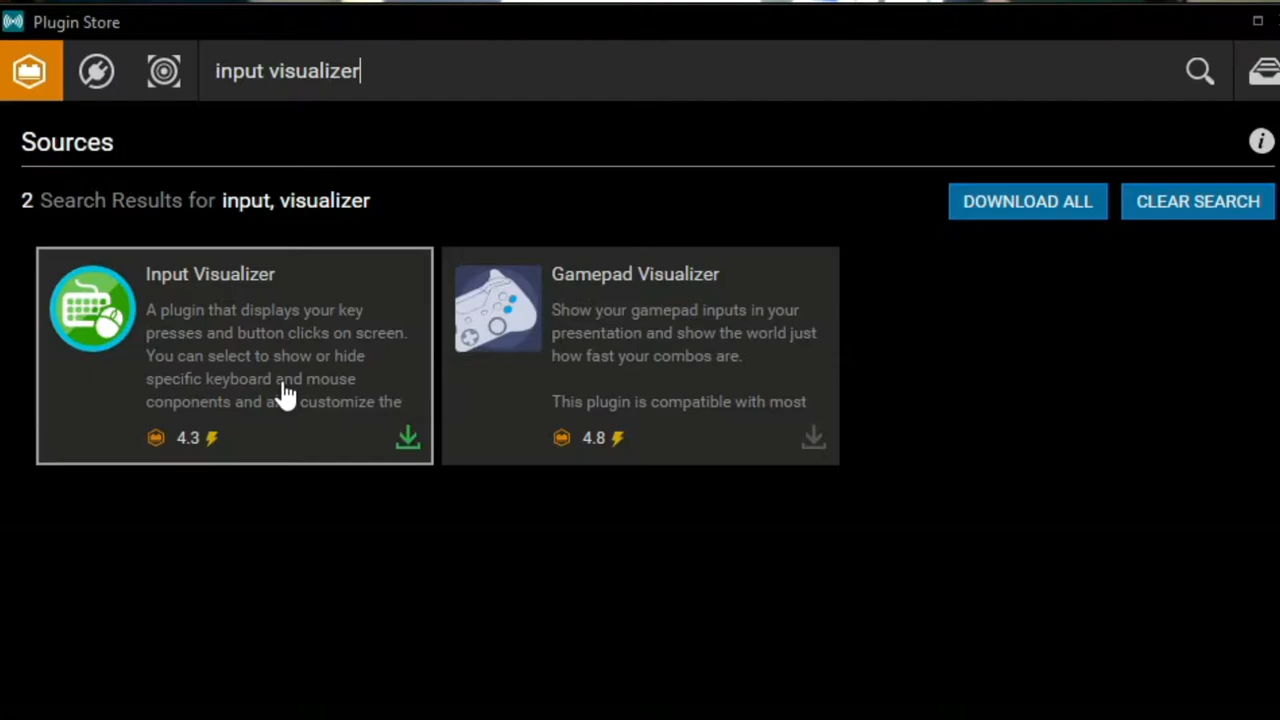 Plugin Store
input visualizer
Sources
2 Search Results for input, visualizer
DOWNLOAD ALL
CLEAR SEARCH
Input Visualizer
A plugin that displays your key
presses and button clicks on screen.
You can select to show or hide
specific keyboard and mouse
conponents and customize the
4.3
Gamepad Visualizer
Show your gamepad inputs in your
presentation and show the world just
how fast your combos are.
This plugin is compatible with most
4.8